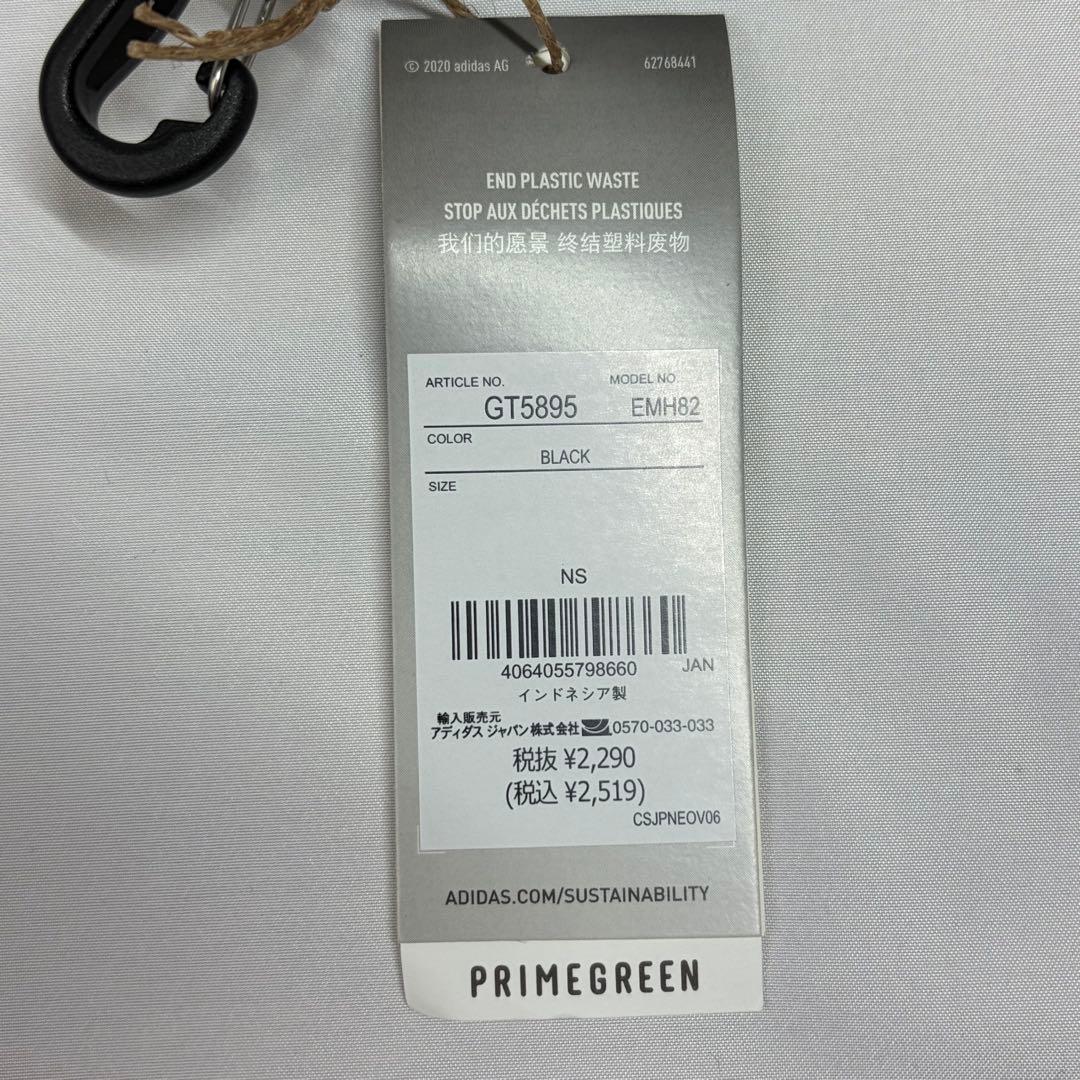 © 2020 adidas AG 62768441
END PLASTIC WASTE
STOP AUX DÉCHETS PLASTIQUES
我们的愿景 终结塑料废物
ARTICLE NO. MODEL NO.
GT5895 EMH82
COLOR
BLACK
SIZE
NS
4064055798660 JAN
インドネシア製
輸入販売元
アディダス ジャパン株式会社 0570-033-033
税抜 ¥2,290
(税込 ¥2,519)
CSJPNEOV06
ADIDAS.COM/SUSTAINABILITY
PRIMEGREEN